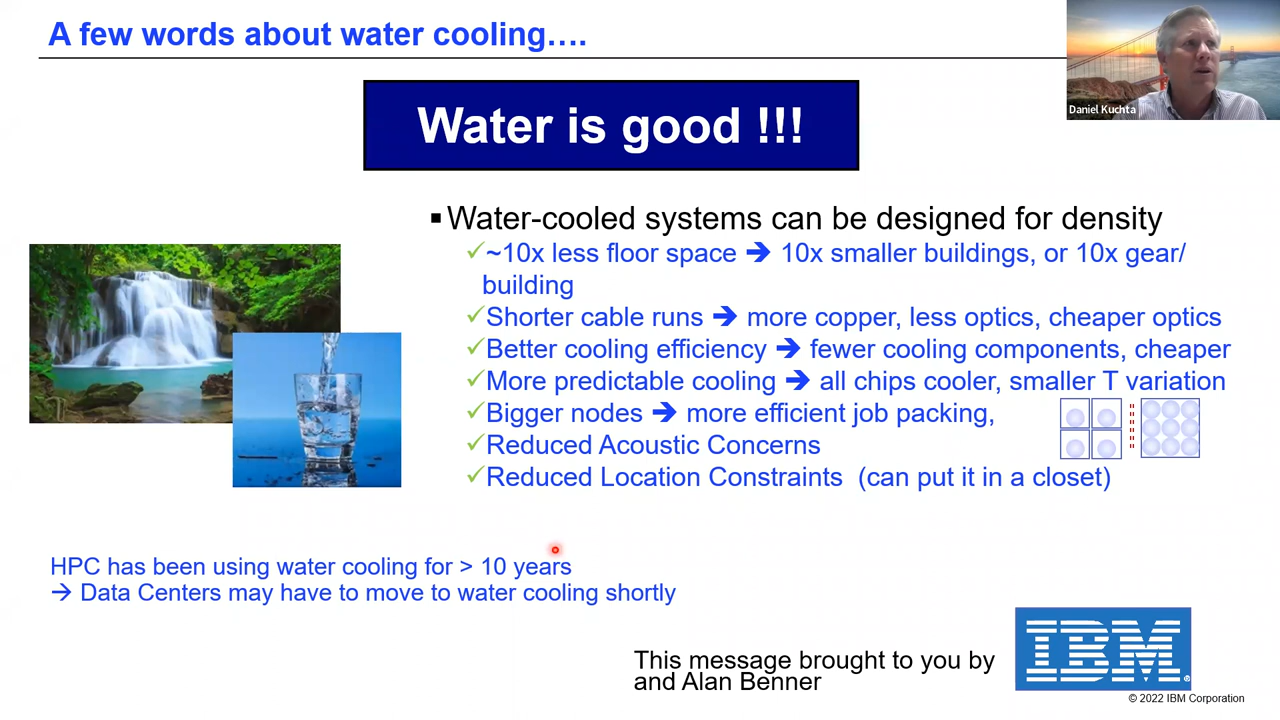 A few words about water cooling....
Daniel Kuchta
Water is good !!!
▪Water-cooled systems can be designed for density
✓~10x less floor space ➔ 10x smaller buildings, or 10x gear/
building
✓Shorter cable runs ➔ more copper, less optics, cheaper optics
✓Better cooling efficiency ➔ fewer cooling components, cheaper
✓More predictable cooling ➔ all chips cooler, smaller T variation
✓Bigger nodes ➔ more efficient job packing,
✓Reduced Acoustic Concerns
✓Reduced Location Constraints (can put it in a closet)
HPC has been using water cooling for > 10 years
→ Data Centers may have to move to water cooling shortly
This message brought to you by
and Alan Benner
IBM®
© 2022 IBM Corporation